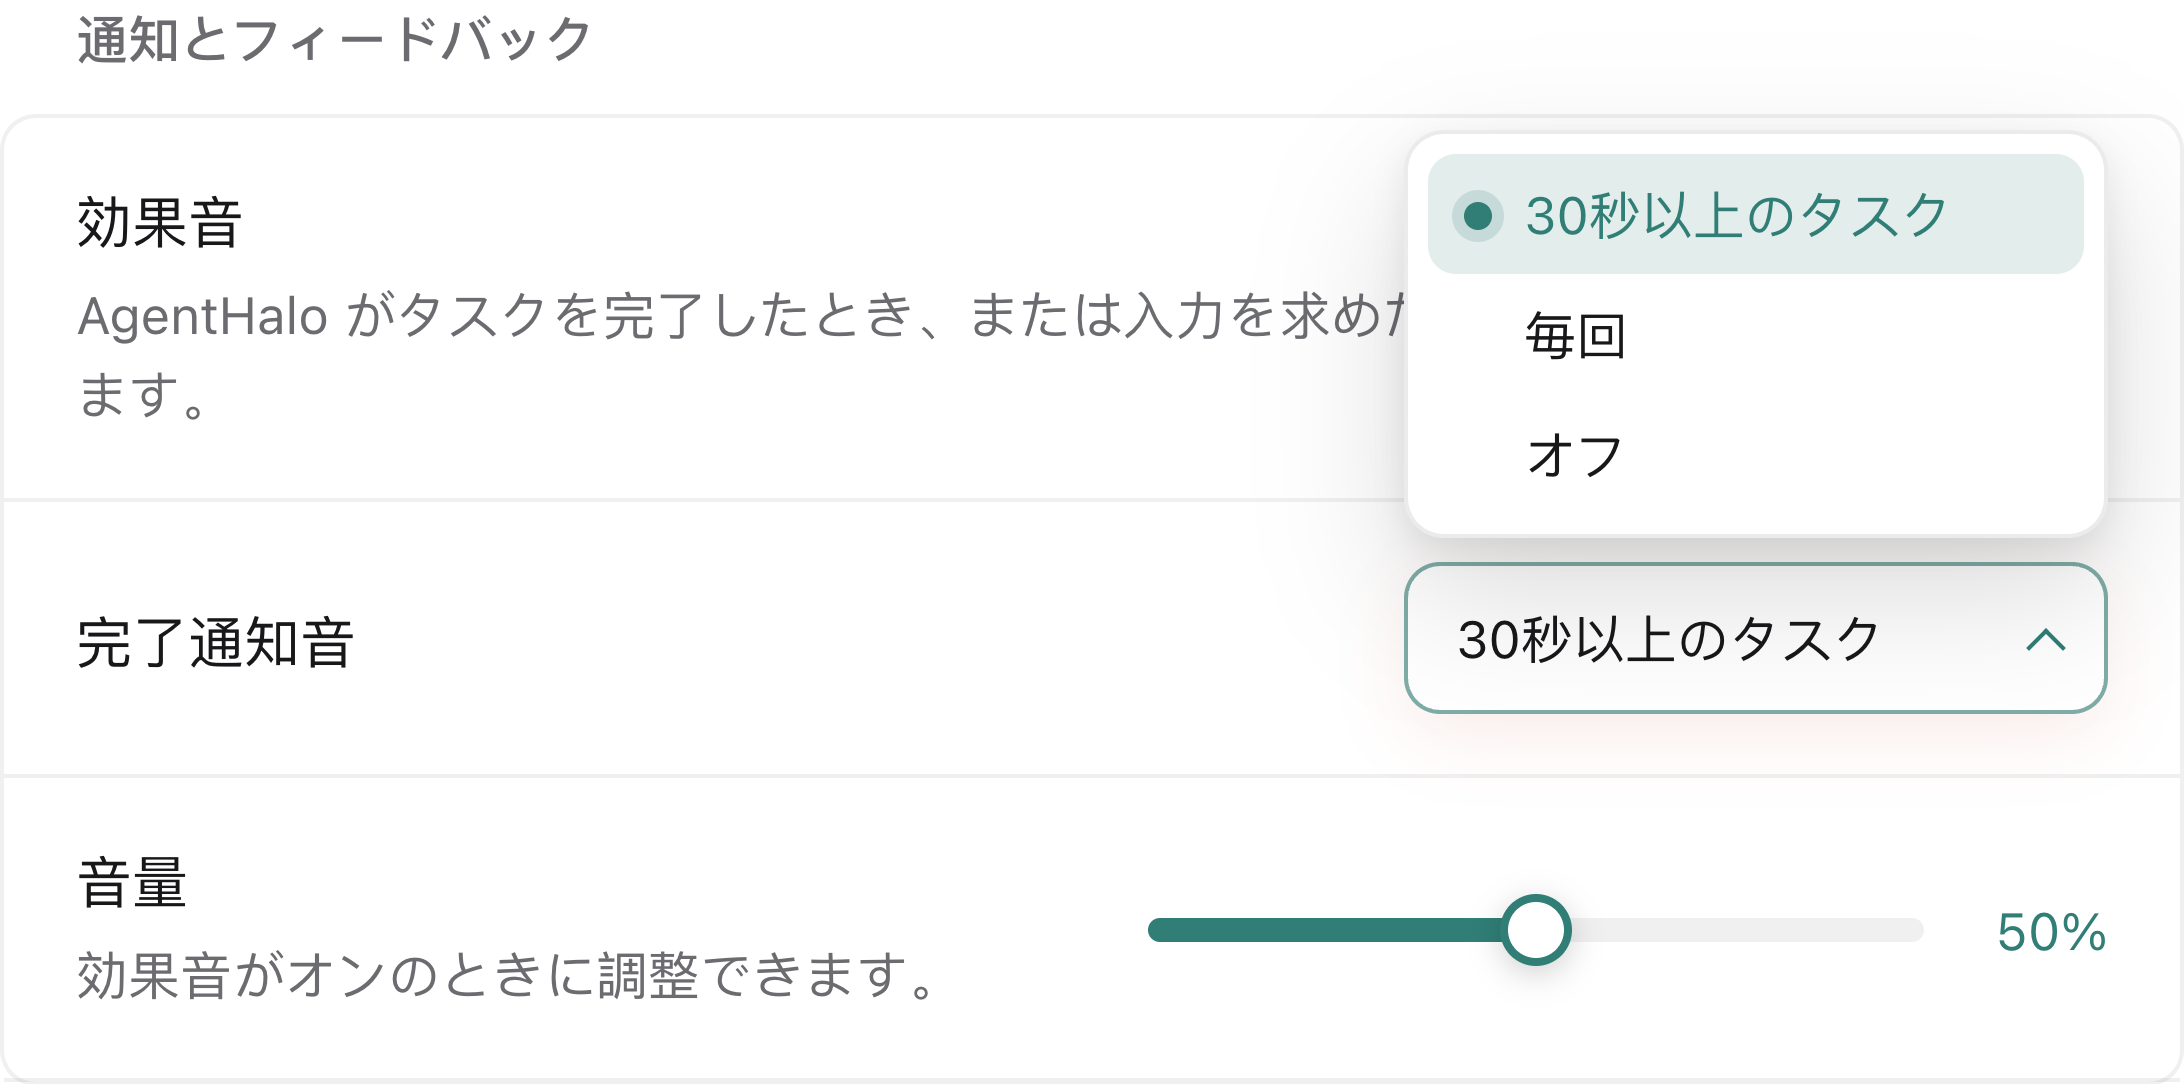 通知とフィードバック
効果音
AgentHalo がタスクを完了したとき、または入力を求め
ます。
30秒以上のタスク
毎回
オフ
完了通知音
30秒以上のタスク
音量
効果音がオンのときに調整できます。
50%